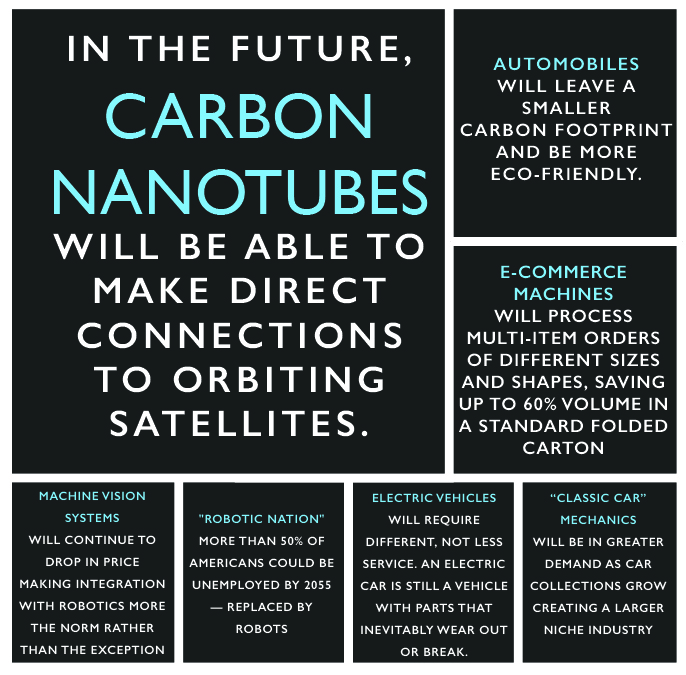 IN THE FUTURE,
CARBON
NANOTUBES
WILL BE ABLE TO
MAKE DIRECT
CONNECTIONS
TO ORBITING
SATELLITES.
AUTOMOBILES
WILL LEAVE A
SMALLER
CARBON FOOTPRINT
AND BE MORE
ECO-FRIENDLY.
E-COMMERCE
MACHINES
WILL PROCESS
MULTI-ITEM ORDERS
OF DIFFERENT SIZES
AND SHAPES, SAVING
UP TO 60% VOLUME IN
A STANDARD FOLDED
CARTON
MACHINE VISION
SYSTEMS
WILL CONTINUE TO
DROP IN PRICE
MAKING INTEGRATION
WITH ROBOTICS MORE
THE NORM RATHER
THAN THE EXCEPTION
"ROBOTIC NATION"
MORE THAN 50% OF
AMERICANS COULD BE
UNEMPLOYED BY 2055
— REPLACED BY
ROBOTS
ELECTRIC VEHICLES
WILL REQUIRE
DIFFERENT, NOT LESS
SERVICE. AN ELECTRIC
CAR IS STILL A VEHICLE
WITH PARTS THAT
INEVITABLY WEAR OUT
OR BREAK.
“CLASSIC CAR”
MECHANICS
WILL BE IN GREATER
DEMAND AS CAR
COLLECTIONS GROW
CREATING A LARGER
NICHE INDUSTRY